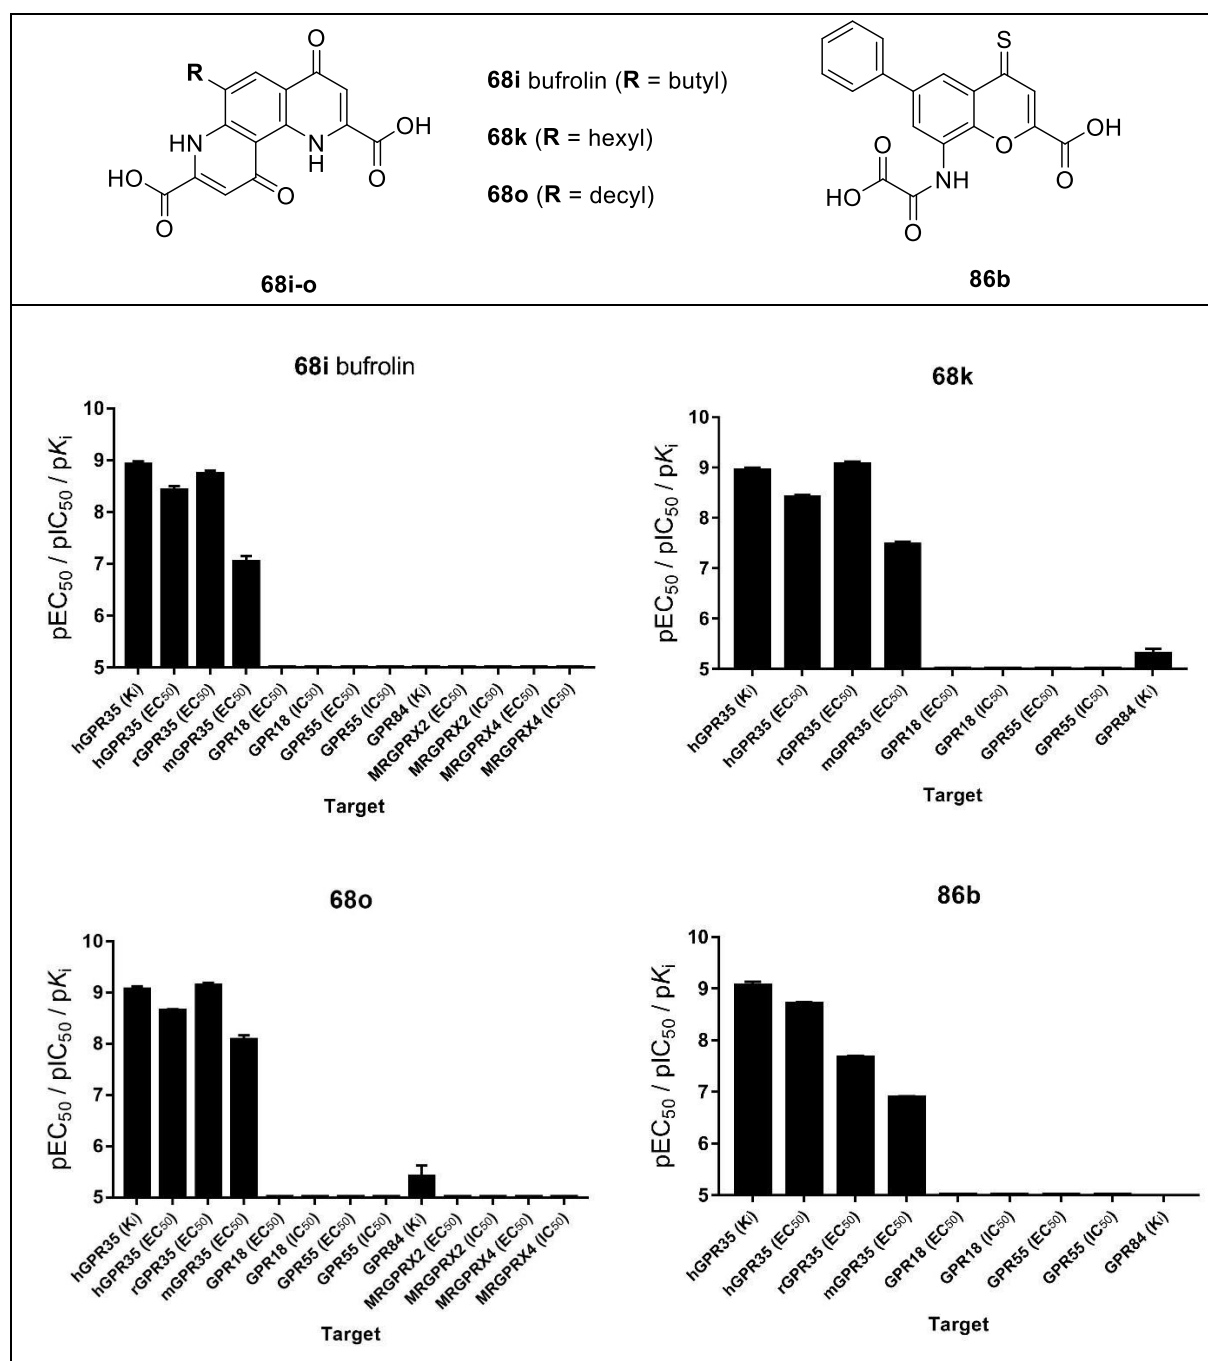 O
R
HN
N
H
OH
O
HO
O
O
68i-o
68i bufrolin (R = butyl)
68k (R = hexyl)
68o (R = decyl)
S
O
OH
O
NH
O
HO
O
86b
68i bufrolin
pEC50 / pIC50 / pKi
10
9
8
7
6
5
hGPR35 (Ki)
hGPR35 (EC50)
rGPR35 (EC50)
mGPR35 (EC50)
GPR18 (EC50)
GPR18 (IC50)
GPR55 (EC50)
GPR55 (IC50)
GPR84 (Ki)
MRGPRX2 (EC50)
MRGPRX2 (IC50)
MRGPRX4 (EC50)
MRGPRX4 (IC50)
Target
68k
pEC50 / pIC50 / pKi
10
9
8
7
6
5
hGPR35 (Ki)
hGPR35 (EC50)
rGPR35 (EC50)
mGPR35 (EC50)
GPR18 (EC50)
GPR18 (IC50)
GPR55 (EC50)
GPR55 (IC50)
GPR84 (Ki)
Target
68o
pEC50 / pIC50 / pKi
10
9
8
7
6
5
hGPR35 (Ki)
hGPR35 (EC50)
rGPR35 (EC50)
mGPR35 (EC50)
GPR18 (EC50)
GPR18 (IC50)
GPR55 (EC50)
GPR55 (IC50)
GPR84 (Ki)
MRGPRX2 (EC50)
MRGPRX2 (IC50)
MRGPRX4 (EC50)
MRGPRX4 (IC50)
Target
86b
pEC50 / pIC50 / pKi
10
9
8
7
6
5
hGPR35 (Ki)
hGPR35 (EC50)
rGPR35 (EC50)
mGPR35 (EC50)
GPR18 (EC50)
GPR18 (IC50)
GPR55 (EC50)
GPR55 (IC50)
GPR84 (Ki)
Target